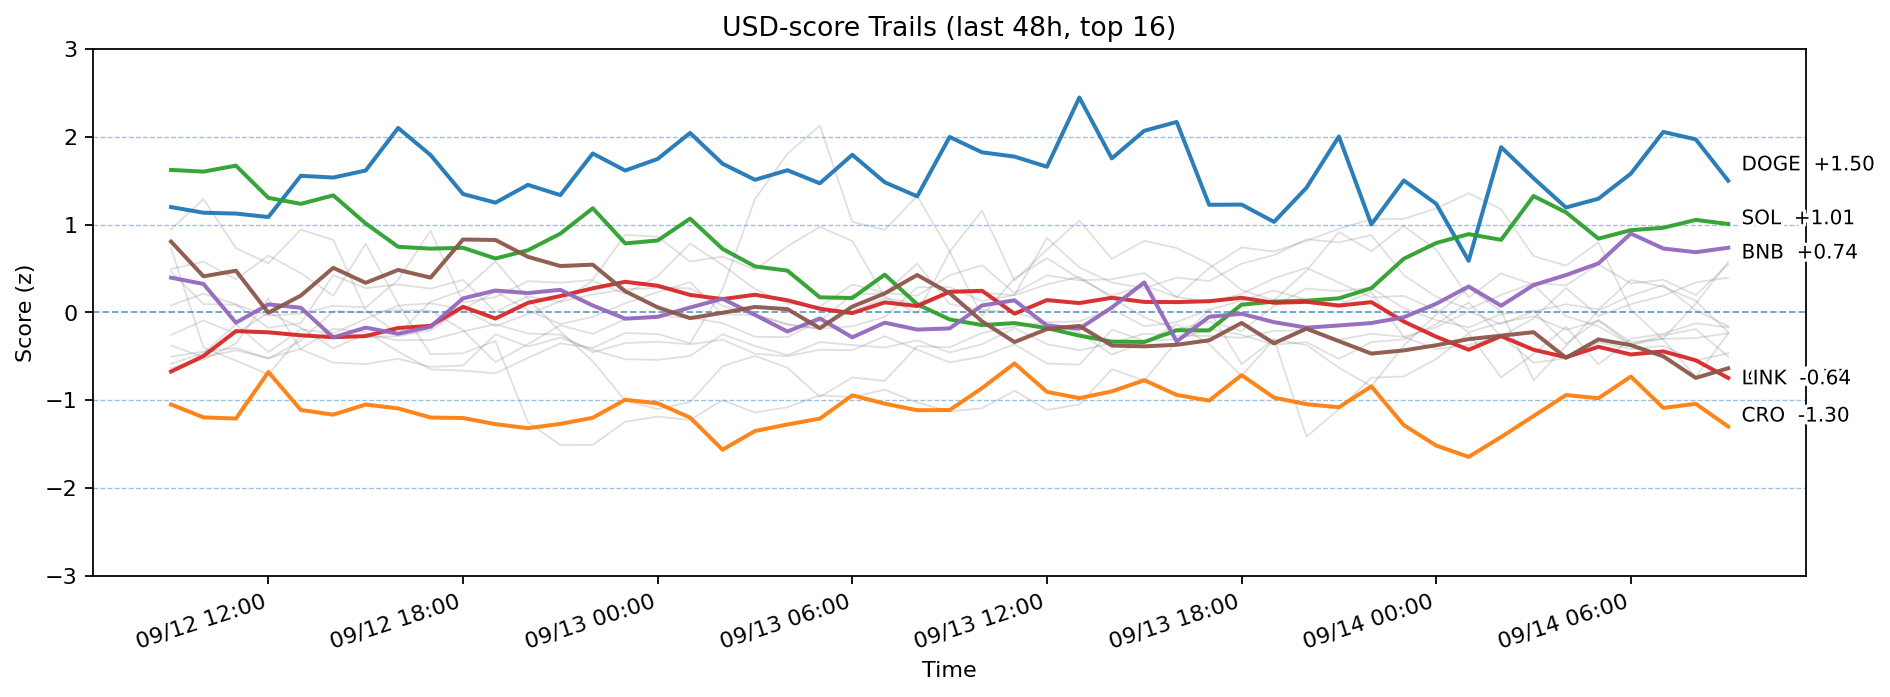 USD-score Trails (last 48h, top 16)
Score (z)
3
2
1
0
−1
−2
−3
DOGE +1.50
SOL +1.01
BNB +0.74
LINK -0.64
CRO -1.30
09/12 12:00
09/12 18:00
09/13 00:00
09/13 06:00
09/13 12:00
09/13 18:00
09/14 00:00
09/14 06:00
Time